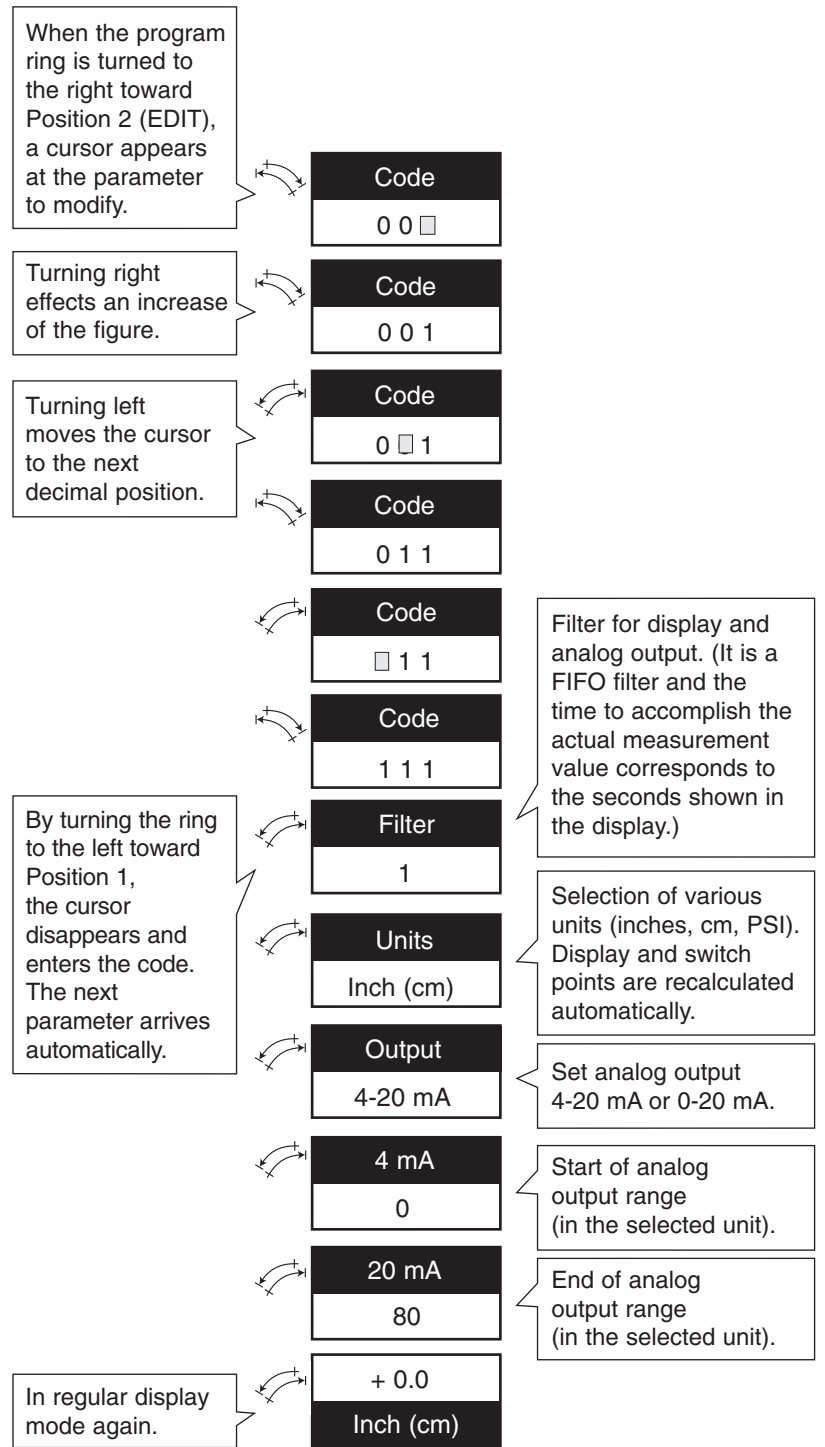 When the program
ring is turned to
the right toward
Position 2 (EDIT),
a cursor appears
at the parameter
to modify.
Code
0 0
Turning right
effects an increase
of the figure.
Code
0 0 1
Turning left
moves the cursor
to the next
decimal position.
Code
0 1
Code
0 1 1
Code
1 1
Code
1 1 1
Filter for display and
analog output. (It is a
FIFO filter and the
time to accomplish the
actual measurement
value corresponds to
the seconds shown in
the display.)
By turning the ring
to the left toward
Position 1,
the cursor
disappears and
enters the code.
The next
parameter arrives
automatically.
Filter
1
Units
Inch (cm)
Selection of various
units (inches, cm, PSI).
Display and switch
points are recalculated
automatically.
Output
4-20 mA
Set analog output
4-20 mA or 0-20 mA.
4 mA
0
Start of analog
output range
(in the selected unit).
20 mA
80
End of analog
output range
(in the selected unit).
In regular display
mode again.
+ 0.0
Inch (cm)